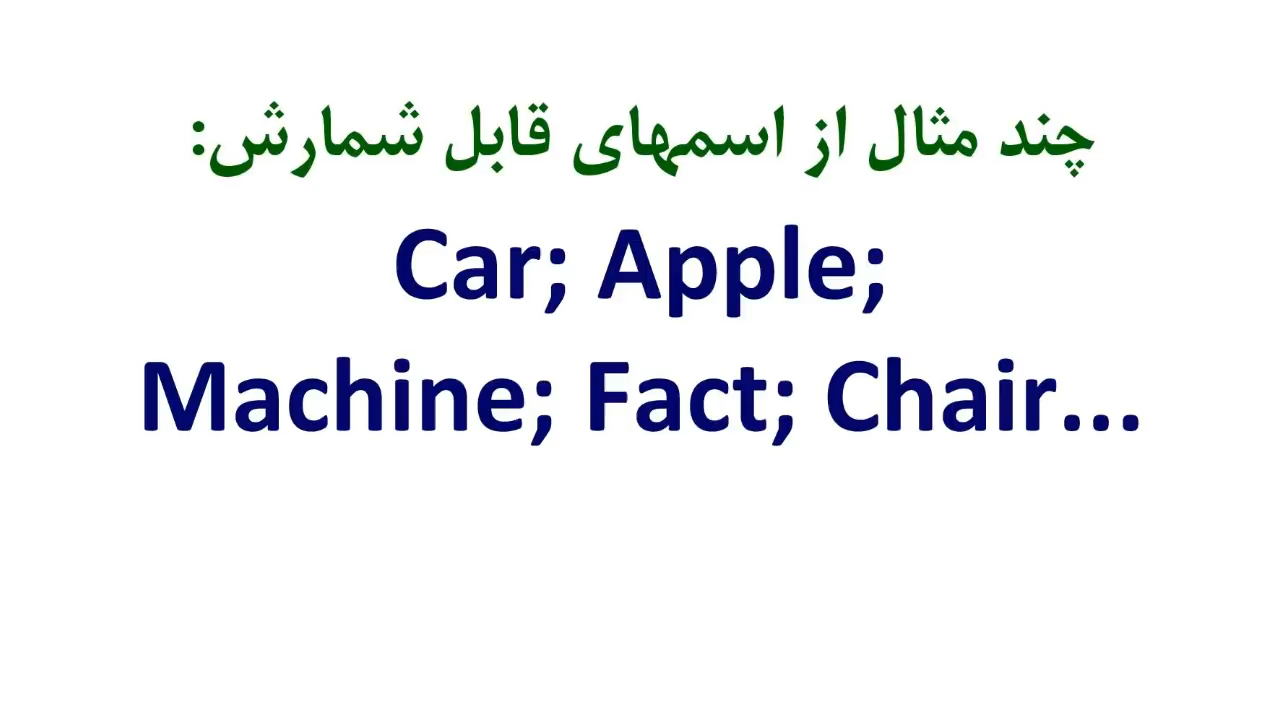 چند مثال از اسمهای قابل شمارش:
Car; Apple;
Machine; Fact; Chair...